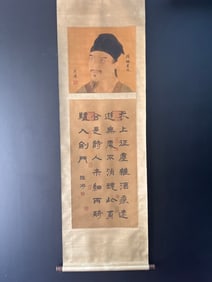 衣上征塵雜酒痕遠
遊無處不消魂此身
合是詩人未細雨騎
驢入劍門